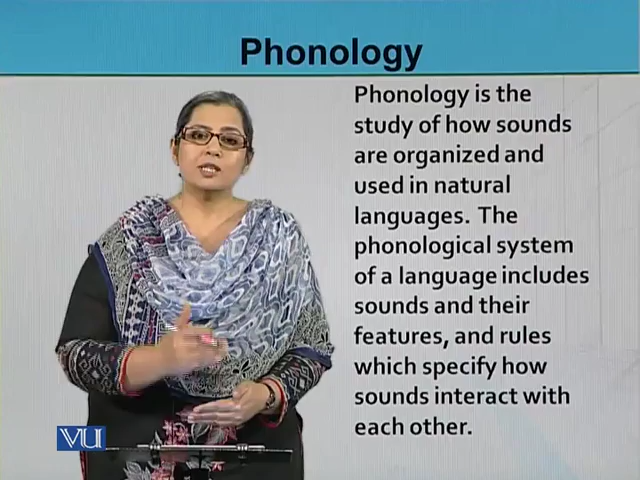 Phonology
Phonology is the
study of how sounds
are organized and
used in natural
languages. The
phonological system
of a language includes
sounds and their
features, and rules
which specify how
sounds interact with
each other.
VU